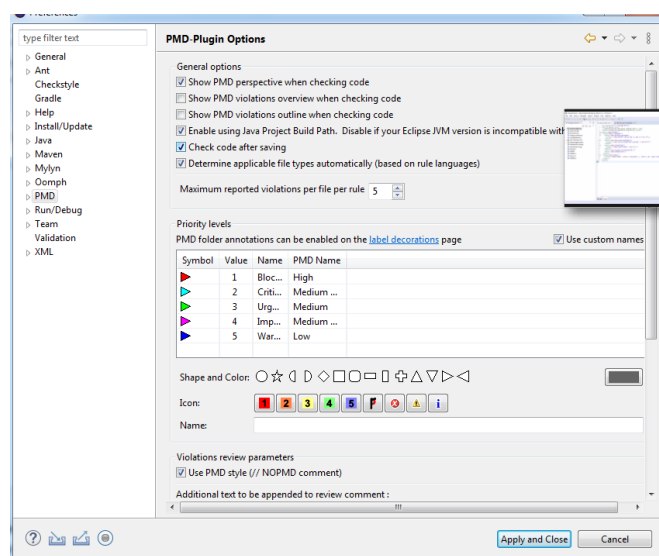 Preferences
type filter text
PMD-Plugin Options
General
Ant
Checkstyle
Gradle
Help
Install/Update
Java
Maven
Mylyn
Oomph
PMD
Run/Debug
Team
Validation
XML
General options
Show PMD perspective when checking code
Show PMD violations overview when checking code
Show PMD violations outline when checking code
Enable using Java Project Build Path. Disable if your Eclipse JVM version is incompatible with
Check code after saving
Determine applicable file types automatically (based on rule languages)
Maximum reported violations per file per rule 5
Priority levels
PMD folder annotations can be enabled on the label decorations page Use custom names
Symbol Value Name PMD Name
1 Bloc... High
2 Criti... Medium ...
3 Urg... Medium
4 Imp... Medium ...
5 War... Low
Shape and Color:
Icon: 1 2 3 4 5 P i
Name:
Violations review parameters
Use PMD style (// NOPMD comment)
Additional text to be appended to review comment :
Apply and Close Cancel